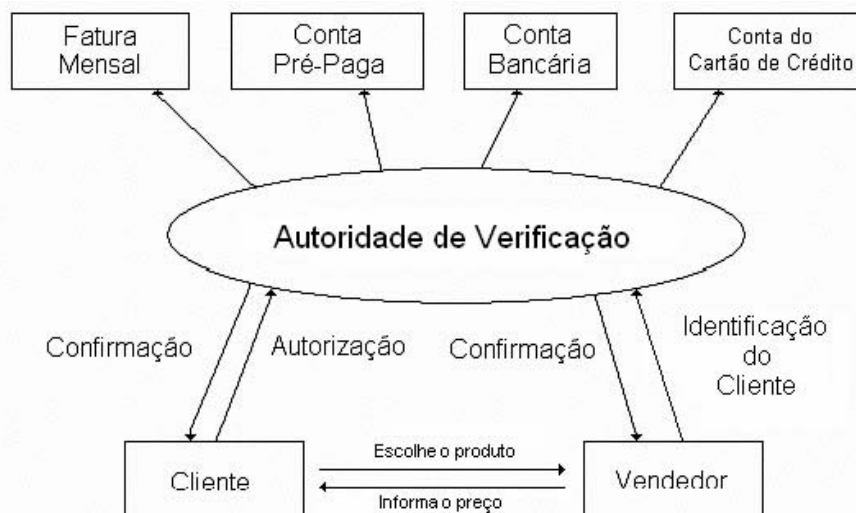 Fatura
Mensal
Conta
Pré-Paga
Conta
Bancária
Conta do
Cartão de Crédito
Autoridade de Verificação
Confirmação
Autorização
Confirmação
Identificação
do
Cliente
Cliente
Escolhe o produto
Informa o preço
Vendedor